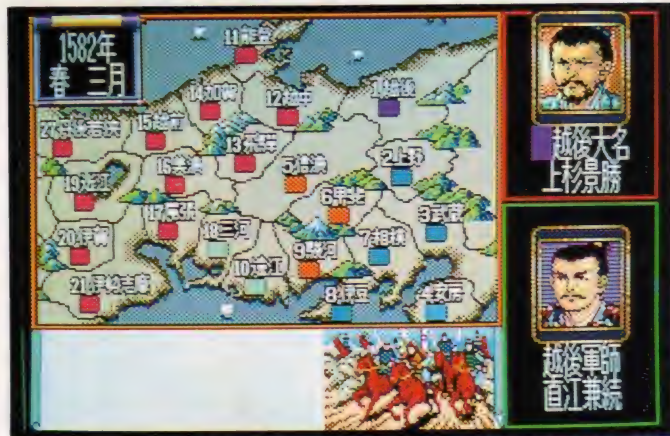 1582年
春 三月
11能登
14加賀
12越中
1越後
15越前
13飛騨
5信濃
2上野
16美濃
6甲斐
19近江
17尾張
18三河
3武蔵
20伊賀
9駿河
7相模
10遠江
21伊勢志摩
8伊豆
4安房
越後大名
上杉景勝
越後軍師
直江兼続